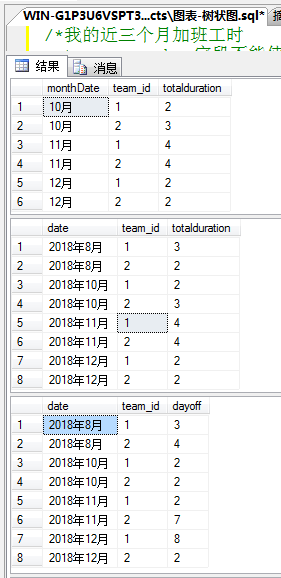 WIN-G1P3U6VSPT3...cts\图表-树状图.sql*
/*我的近三个月加班工时
结果 消息
monthDate team_id totalduration
1 10月 1 2
2 10月 2 3
3 11月 1 4
4 11月 2 4
5 12月 1 2
6 12月 2 2
date team_id totalduration
1 2018年8月 1 3
2 2018年8月 2 2
3 2018年10月 1 2
4 2018年10月 2 3
5 2018年11月 1 4
6 2018年11月 2 4
7 2018年12月 1 2
8 2018年12月 2 2
date team_id dayoff
1 2018年8月 1 3
2 2018年8月 2 4
3 2018年10月 1 2
4 2018年10月 2 2
5 2018年11月 1 2
6 2018年11月 2 7
7 2018年12月 1 8
8 2018年12月 2 2